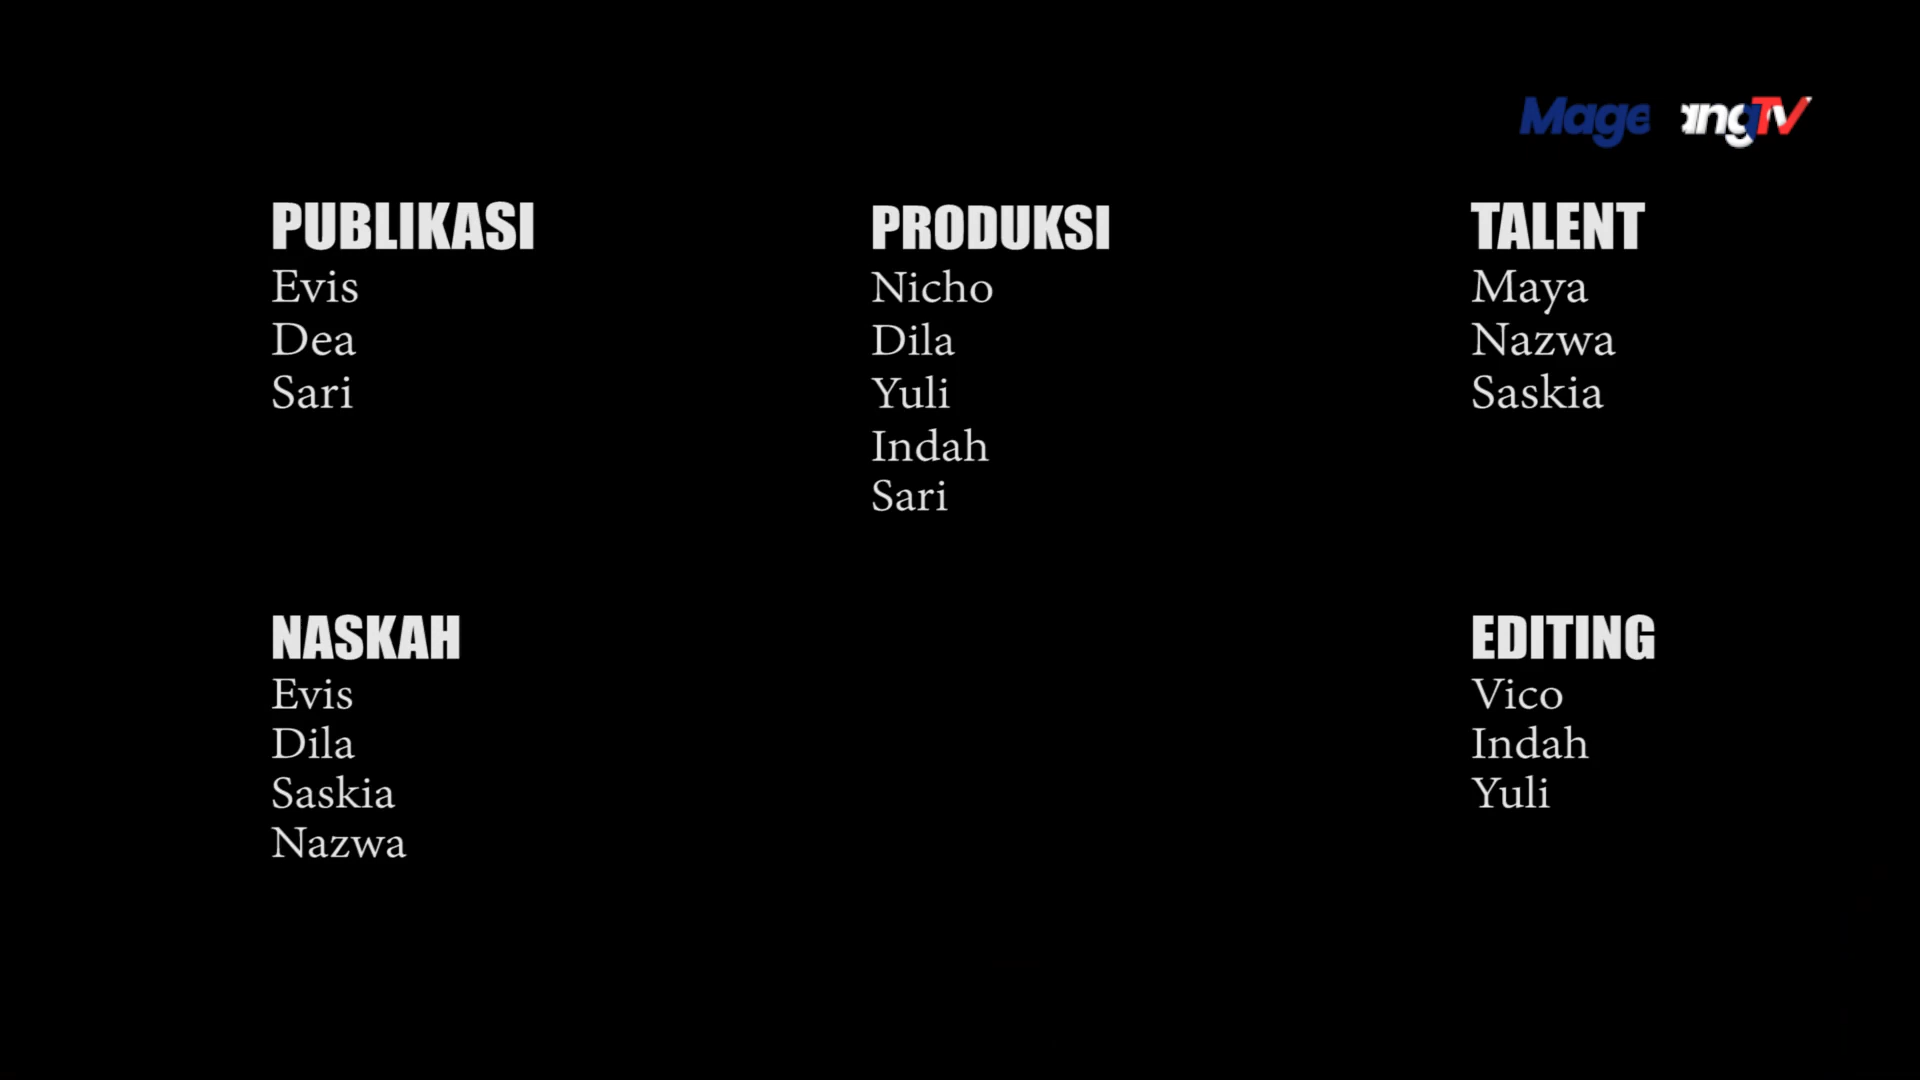 Mage angTV
PUBLIKASI
Evis
Dea
Sari
PRODUKSI
Nicho
Dila
Yuli
Indah
Sari
TALENT
Maya
Nazwa
Saskia
NASKAH
Evis
Dila
Saskia
Nazwa
EDITING
Vico
Indah
Yuli